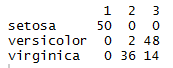 1 2 3
setosa 50 0 0
versicolor 0 2 48
virginica 0 36 14